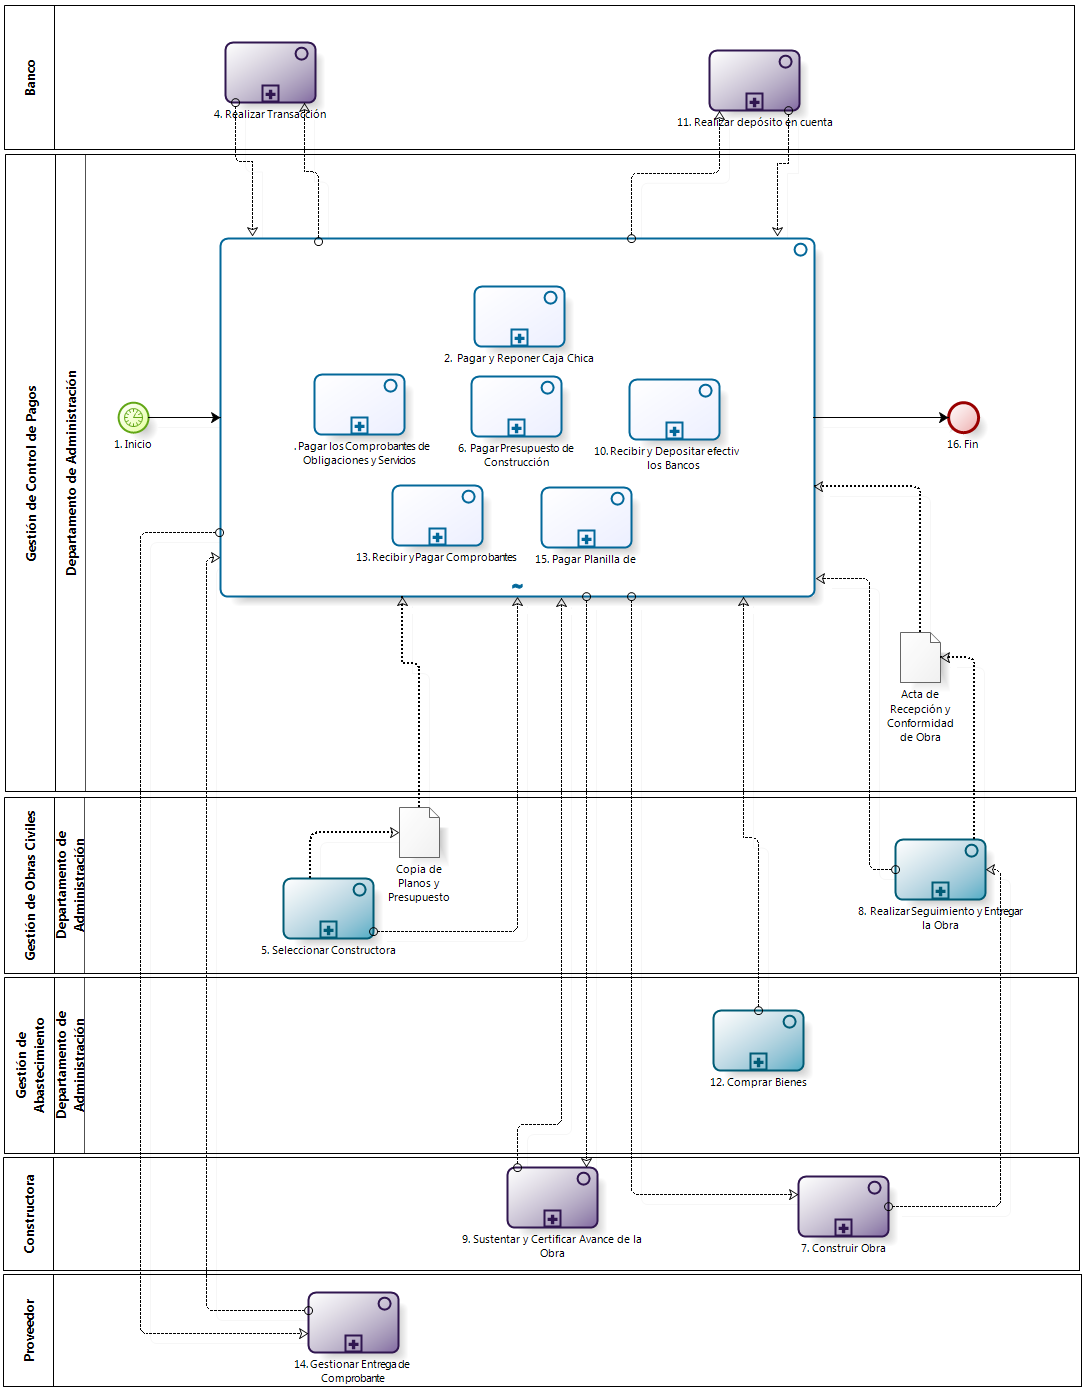 Banco
4. Realizar Transacción
11. Realizar depósito en cuenta
Gestión de Control de Pagos
Departamento de Administración
1. Inicio
2. Pagar y Reponer Caja Chica
. Pagar los Comprobantes de
Obligaciones y Servicios
6. Pagar Presupuesto de
Construcción
10. Recibir y Depositar efectiv
los Bancos
13. Recibir y Pagar Comprobantes
15. Pagar Planilla de
16. Fin
Acta de
Recepción y
Conformidad
de Obra
Gestión de Obras Civiles
Departamento de
Administración
Copia de
Planos y
Presupuesto
5. Seleccionar Constructora
8. Realizar Seguimiento y Entregar
la Obra
Gestión de
Abastecimiento
Departamento de
Administración
12. Comprar Bienes
Constructora
9. Sustentar y Certificar Avance de la
Obra
7. Construir Obra
Proveedor
14. Gestionar Entrega de
Comprobante